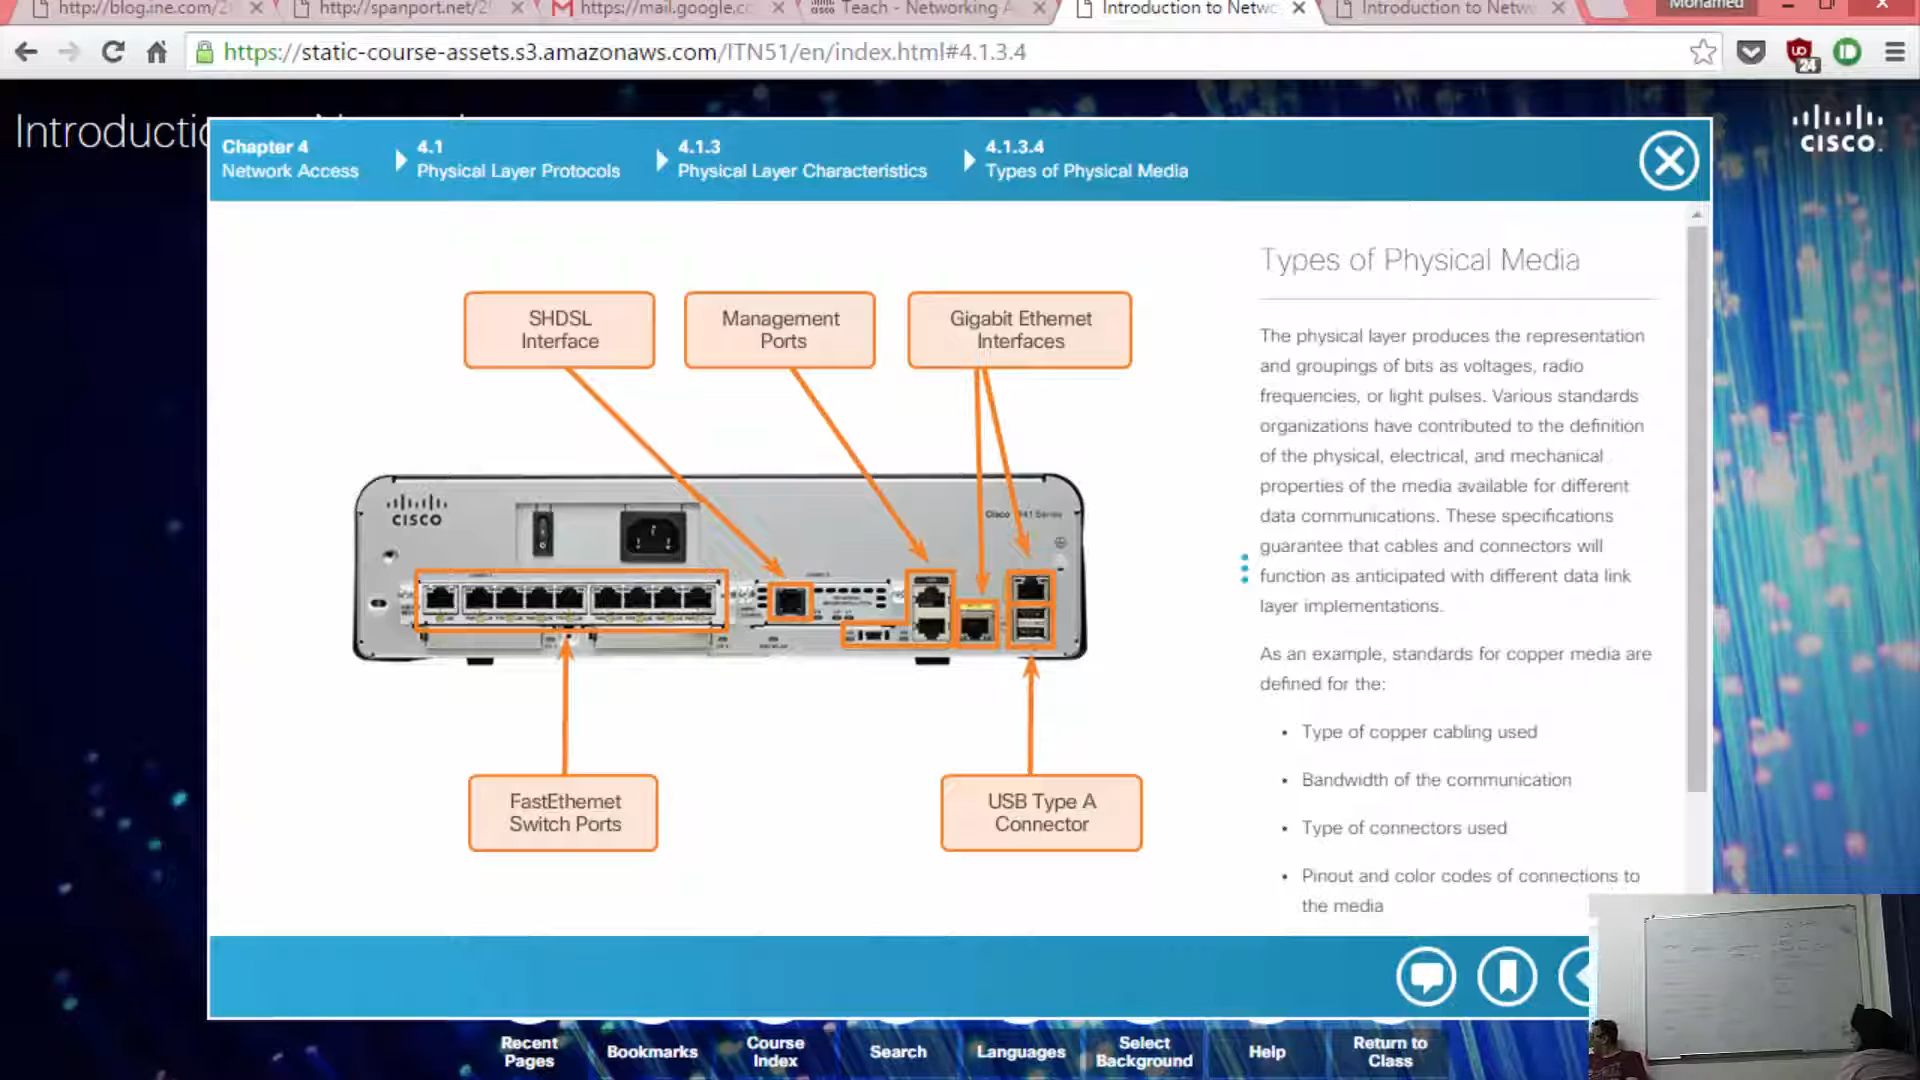 http://blog.ine.com/2
http://spanport.net/2
https://mail.google.co
Teach - Networking A
Introduction to Netwo
Introduction to Netwo
Mohamed
https://static-course-assets.s3.amazonaws.com/ITN51/en/index.html#4.1.3.4
24
CISCO
Chapter 4
Network Access
4.1
Physical Layer Protocols
4.1.3
Physical Layer Characteristics
4.1.3.4
Types of Physical Media
SHDSL
Interface
Management
Ports
Gigabit Ethernet
Interfaces
CISCO
FastEthernet
Switch Ports
USB Type A
Connector
Types of Physical Media
The physical layer produces the representation
and groupings of bits as voltages, radio
frequencies, or light pulses. Various standards
organizations have contributed to the definition
of the physical, electrical, and mechanical
properties of the media available for different
data communications. These specifications
guarantee that cables and connectors will
function as anticipated with different data link
layer implementations.
As an example, standards for copper media are
defined for the:
• Type of copper cabling used
• Bandwidth of the communication
• Type of connectors used
• Pinout and color codes of connections to
the media
Recent
Pages
Bookmarks
Course
Index
Search
Languages
Select
Background
Help
Return to
Class